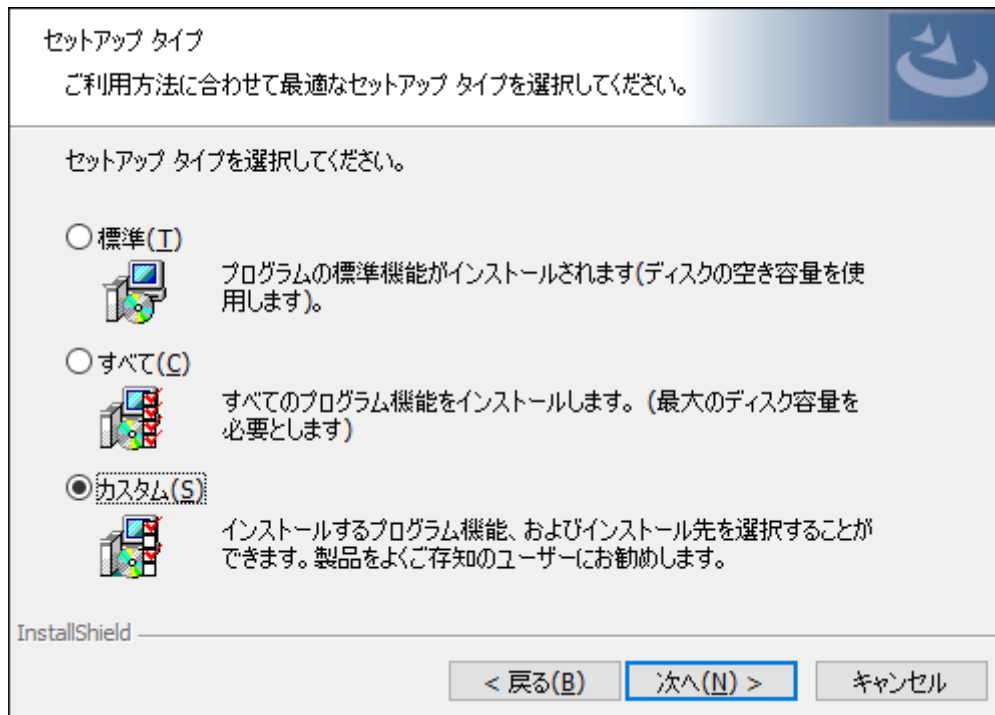 セットアップ タイプ
ご利用方法に合わせて最適なセットアップ タイプを選択してください。
セットアップ タイプを選択してください。
標準(T)
プログラムの標準機能がインストールされます(ディスクの空き容量を使
用します)。
すべて(C)
すべてのプログラム機能をインストールします。(最大のディスク容量を
必要とします)
カスタム(S)
インストールするプログラム機能、およびインストール先を選択することが
できます。製品をよくご存知のユーザーにお勧めします。
InstallShield
< 戻る(B) 次へ(N) > キャンセル